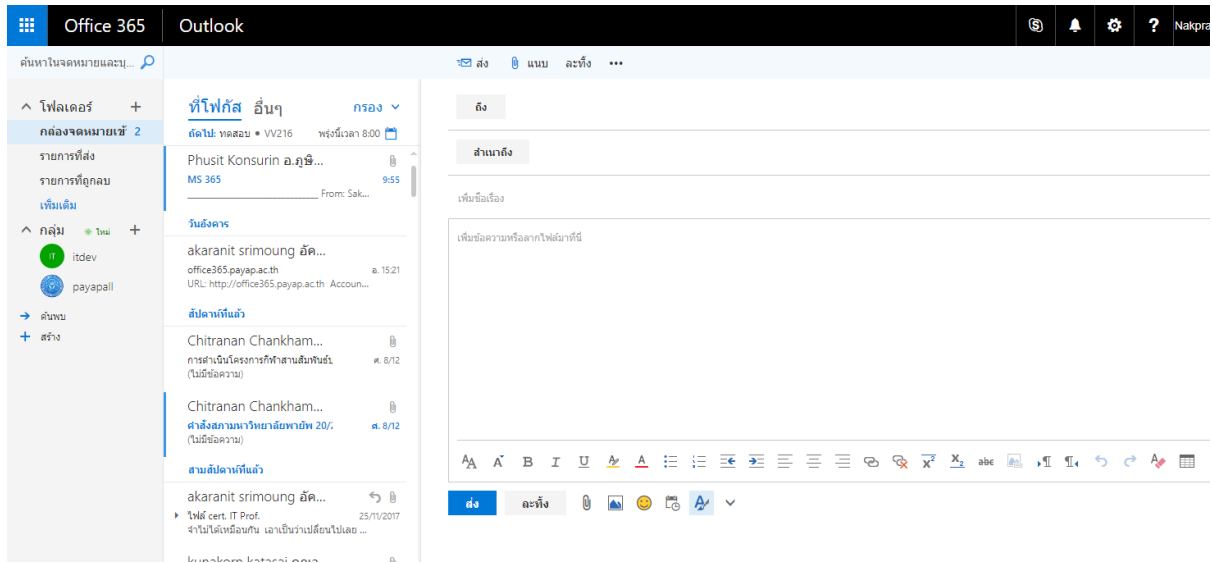 Office 365
Outlook
Nakpra
ค้นหาในจดหมายและบุ...
ส่ง แนบ ละทิ้ง •••
โฟลเดอร์
กล่องจดหมายเข้ 2
รายการที่ส่ง
รายการที่ถูกลบ
เพิ่มเติม
กลุ่ม ใหม่
IT itdev
payapall
ค้นพบ
สร้าง
ที่โฟกัส อื่นๆ กรอง
ถัดไป: ทดสอบ • VV216 พรุ่งนี้เวลา 8:00
Phusit Konsurin อ.ภูษิ...
MS 365 9:55
From: Sak...
วันอังคาร
akaranit srimoung อัค...
office365.payap.ac.th อ. 15:21
URL: http://office365.payap.ac.th Accoun...
สัปดาห์ที่แล้ว
Chitranan Chankham...
การดำเนินโครงการกีฬาสานสัมพันธ์บ ศ. 8/12
(ไม่มีข้อความ)
Chitranan Chankham...
คำสั่งสภามหาวิทยาลัยพายัพ 20/2 ศ. 8/12
(ไม่มีข้อความ)
สามสัปดาห์ที่แล้ว
akaranit srimoung อัค...
ไฟล์ cert. IT Prof. 25/11/2017
จำไม่ได้เหมือนกัน เอาเป็นว่าเปลี่ยนไปเลย ...
ถึง
สำเนาถึง
เพิ่มชื่อเรื่อง
เพิ่มข้อความหรือลากไฟล์มาที่นี่
ส่ง ละทิ้ง